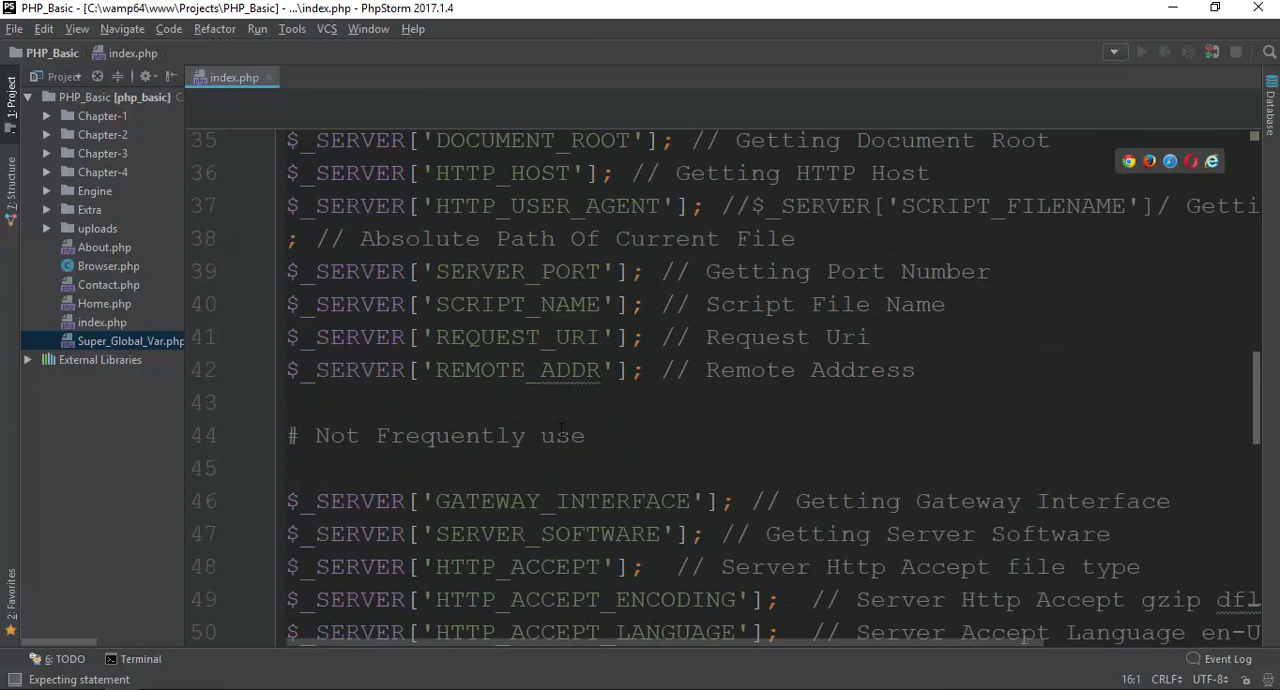 PHP_Basic - [C:\wamp64\www\Projects\PHP_Basic] - ...\index.php - PhpStorm 2017.1.4
File Edit View Navigate Code Refactor Run Tools VCS Window Help
PHP_Basic index.php
Project index.php
1: Project
7: Structure
2: Favorites
Database
PHP_Basic [php_basic] C
Chapter-1
Chapter-2
Chapter-3
Chapter-4
Engine
Extra
uploads
About.php
Browser.php
Contact.php
Home.php
index.php
Super_Global_Var.php
External Libraries
35 $_SERVER['DOCUMENT_ROOT']; // Getting Document Root
36 $_SERVER['HTTP_HOST']; // Getting HTTP Host
37 $_SERVER['HTTP_USER_AGENT']; //$_SERVER['SCRIPT_FILENAME']/ Getti
38 ; // Absolute Path Of Current File
39 $_SERVER['SERVER_PORT']; // Getting Port Number
40 $_SERVER['SCRIPT_NAME']; // Script File Name
41 $_SERVER['REQUEST_URI']; // Request Uri
42 $_SERVER['REMOTE_ADDR']; // Remote Address
43
44 # Not Frequently use
45
46 $_SERVER['GATEWAY_INTERFACE']; // Getting Gateway Interface
47 $_SERVER['SERVER_SOFTWARE']; // Getting Server Software
48 $_SERVER['HTTP_ACCEPT']; // Server Http Accept file type
49 $_SERVER['HTTP_ACCEPT_ENCODING']; // Server Http Accept gzip dfl
50 $_SERVER['HTTP_ACCEPT_LANGUAGE']; // Server Accept Language en-U
6: TODO Terminal Event Log
Expecting statement 16:1 CRLF UTF-8